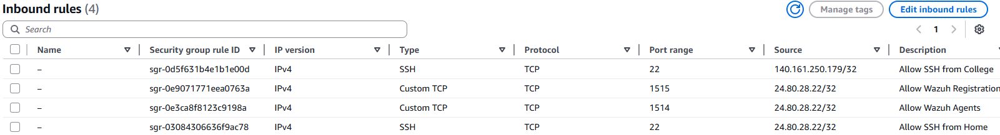 Inbound rules (4)
Manage tags
Edit inbound rules
Search
1
Name Security group rule ID IP version Type Protocol Port range Source Description
– sgr-0d5f631b4e1b1e00d IPv4 SSH TCP 22 140.161.250.179/32 Allow SSH from College
– sgr-0e9071771eea0763a IPv4 Custom TCP TCP 1515 24.80.28.22/32 Allow Wazuh Registration
– sgr-0e3ca8f8123c9198a IPv4 Custom TCP TCP 1514 24.80.28.22/32 Allow Wazuh Agents
– sgr-03084306636f9ac78 IPv4 SSH TCP 22 24.80.28.22/32 Allow SSH from Home